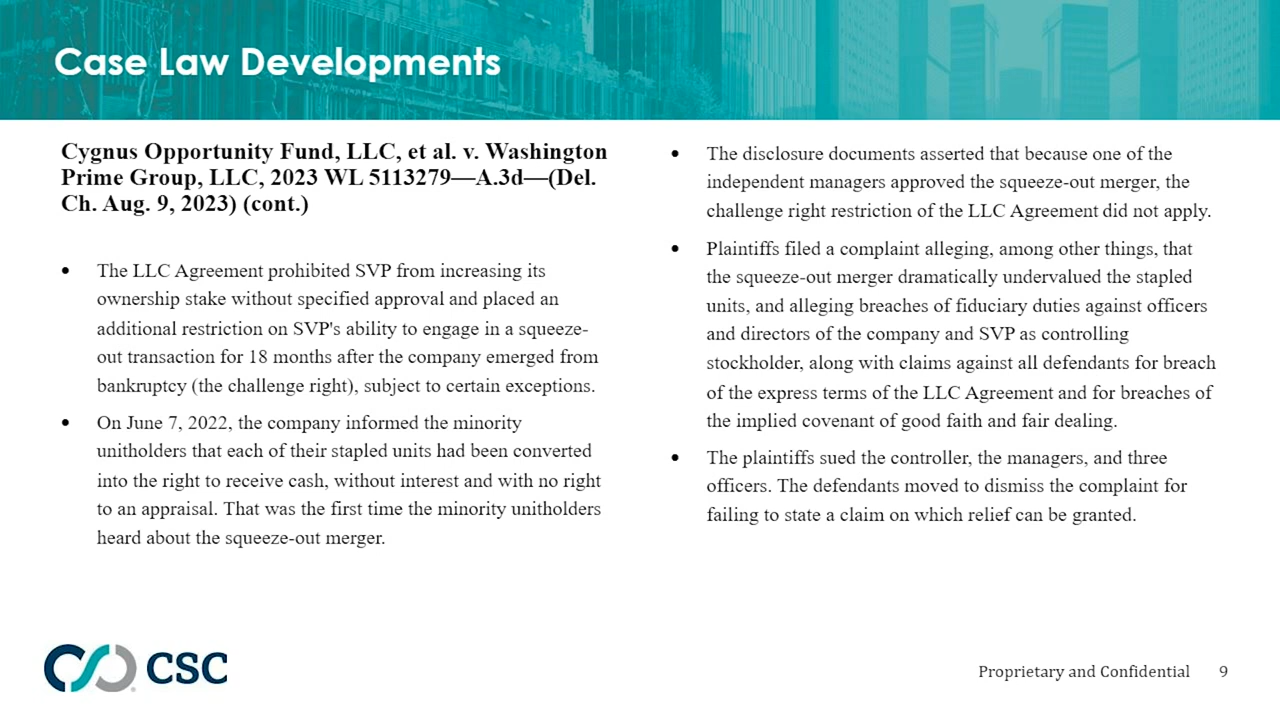 Case Law Developments
Cygnus Opportunity Fund, LLC, et al. v. Washington
Prime Group, LLC, 2023 WL 5113279—A.3d—(Del.
Ch. Aug. 9, 2023) (cont.)
• The LLC Agreement prohibited SVP from increasing its
ownership stake without specified approval and placed an
additional restriction on SVP's ability to engage in a squeeze-
out transaction for 18 months after the company emerged from
bankruptcy (the challenge right), subject to certain exceptions.
• On June 7, 2022, the company informed the minority
unitholders that each of their stapled units had been converted
into the right to receive cash, without interest and with no right
to an appraisal. That was the first time the minority unitholders
heard about the squeeze-out merger.
• The disclosure documents asserted that because one of the
independent managers approved the squeeze-out merger, the
challenge right restriction of the LLC Agreement did not apply.
• Plaintiffs filed a complaint alleging, among other things, that
the squeeze-out merger dramatically undervalued the stapled
units, and alleging breaches of fiduciary duties against officers
and directors of the company and SVP as controlling
stockholder, along with claims against all defendants for breach
of the express terms of the LLC Agreement and for breaches of
the implied covenant of good faith and fair dealing.
• The plaintiffs sued the controller, the managers, and three
officers. The defendants moved to dismiss the complaint for
failing to state a claim on which relief can be granted.
CSC
Proprietary and Confidential 9